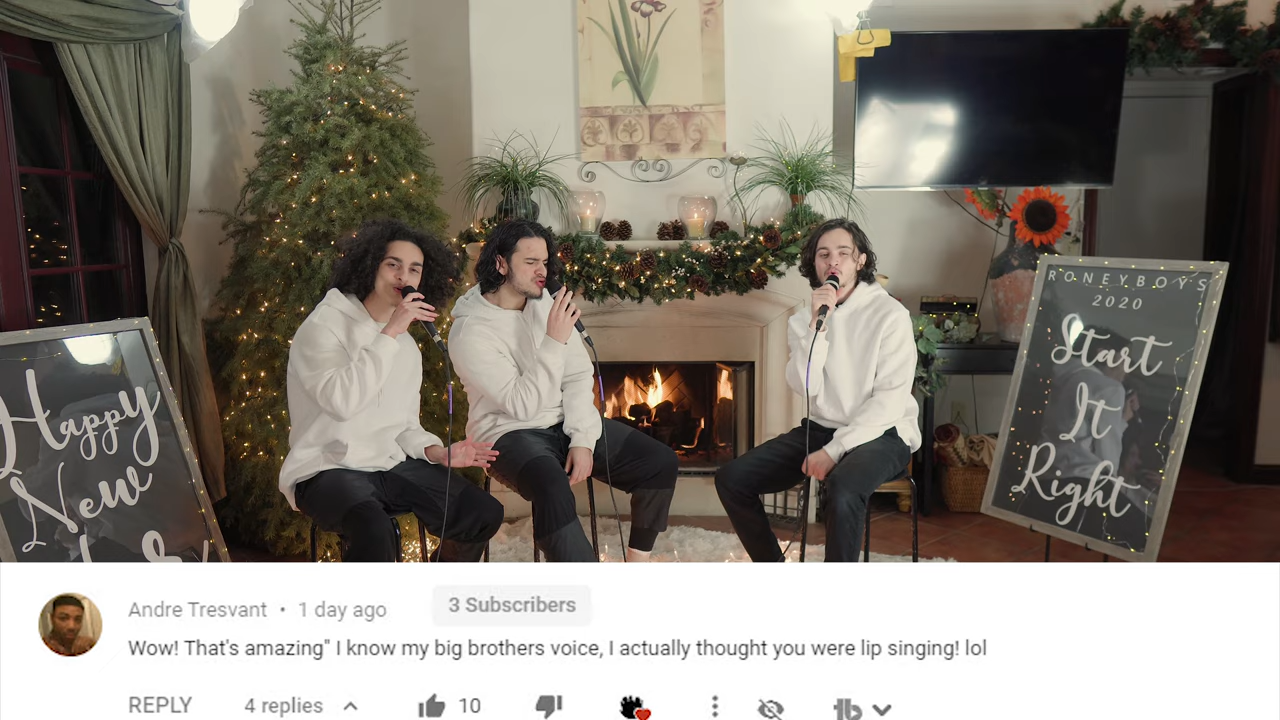 Happy
New
RONEYBOYS
2020
Start
It
Right
Andre Tresvant • 1 day ago
3 Subscribers
Wow! That's amazing" I know my big brothers voice, I actually thought you were lip singing! lol
REPLY 4 replies 10